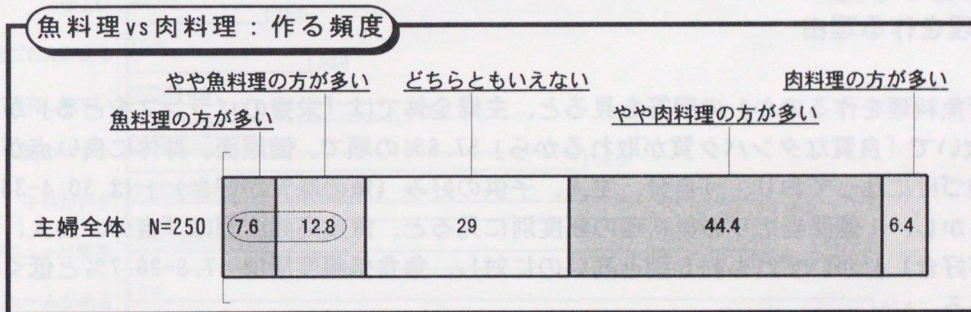 魚料理vs肉料理 作る頻度
やや魚料理の方が多い
どちらともいえない
肉料理の方が多い
魚料理の方が多い
やや肉料理の方が多い
主婦全体 N=250 7.6 12.8 29 44.4 6.4